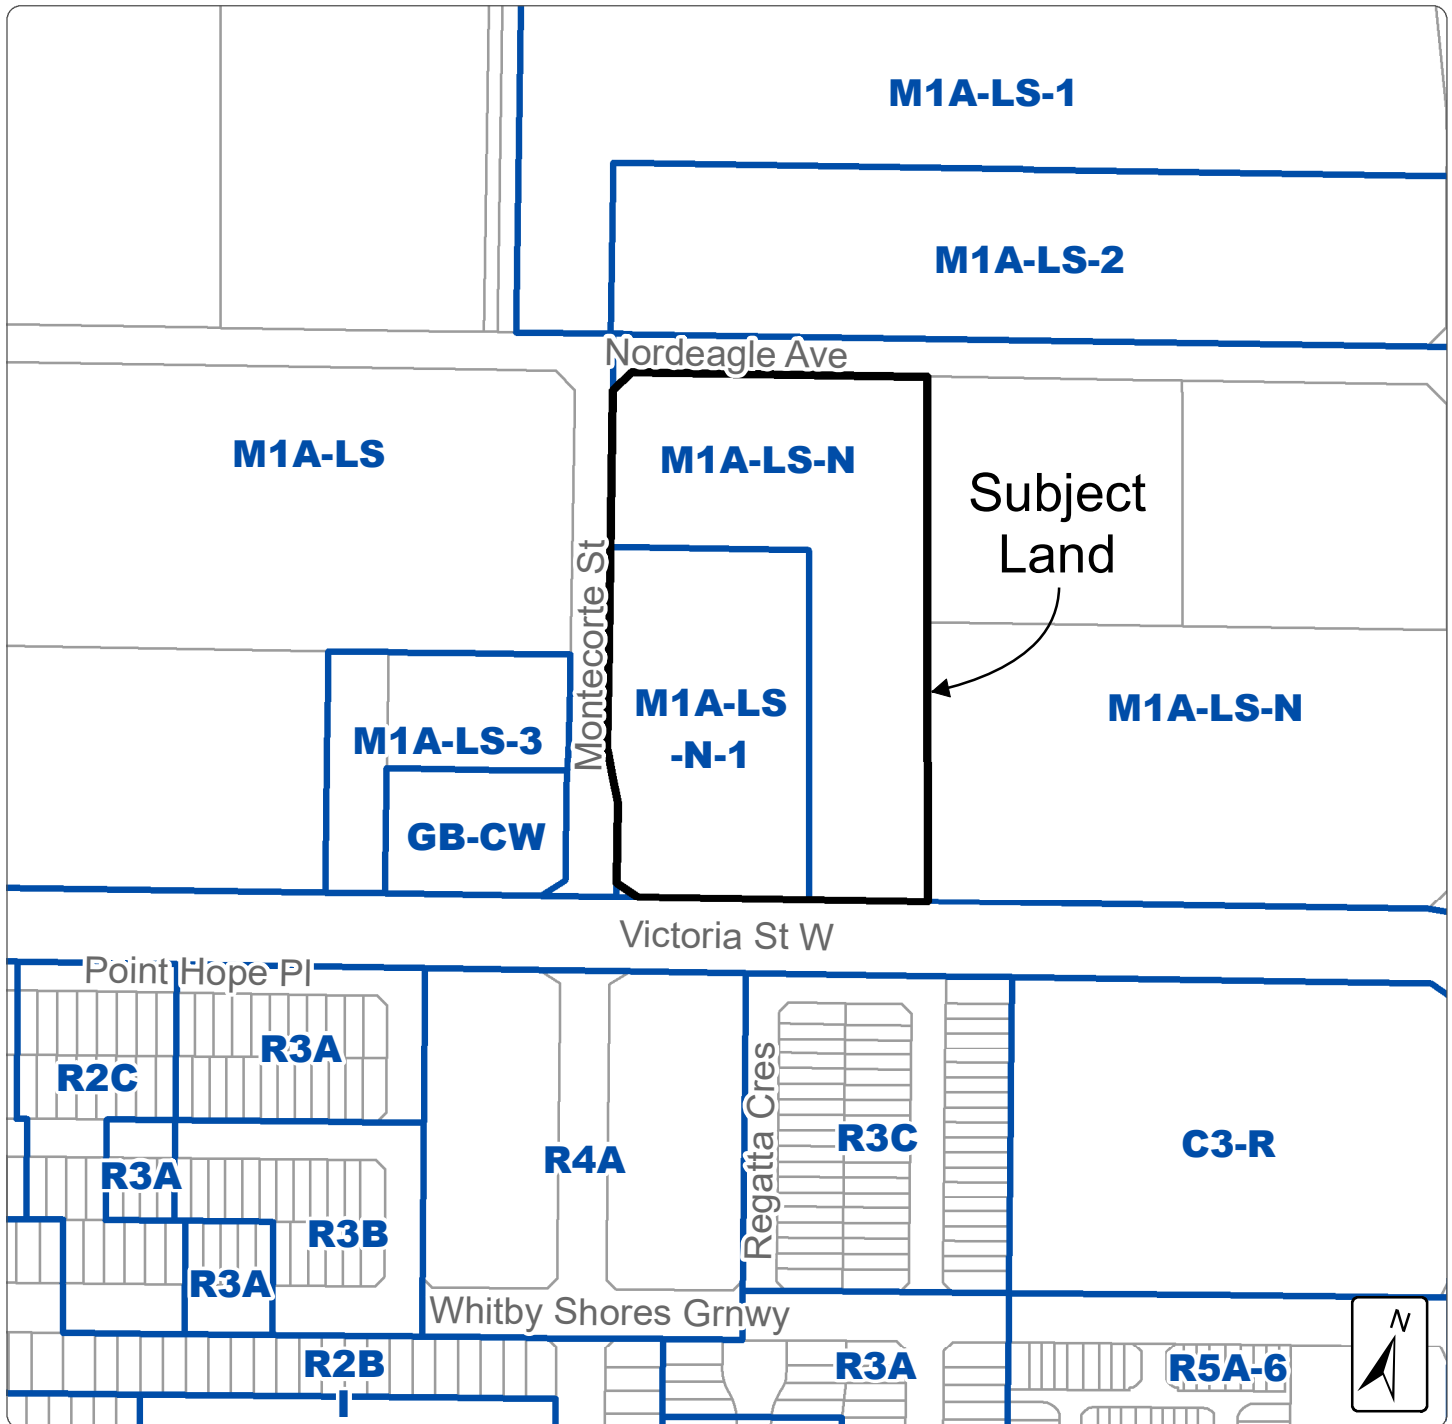 M1A-LS-1
M1A-LS-2
Nordeagle Ave
M1A-LS
M1A-LS-N
Subject
Land
Montecorte St
M1A-LS
-N-1
M1A-LS-N
M1A-LS-3
GB-CW
Victoria St W
Point Hope Pl
R3A
R2C
R3A
R3B
R3A
R4A
Regatta Cres
R3C
C3-R
Whitby Shores Grnwy
R2B
R3A
R5A-6
N